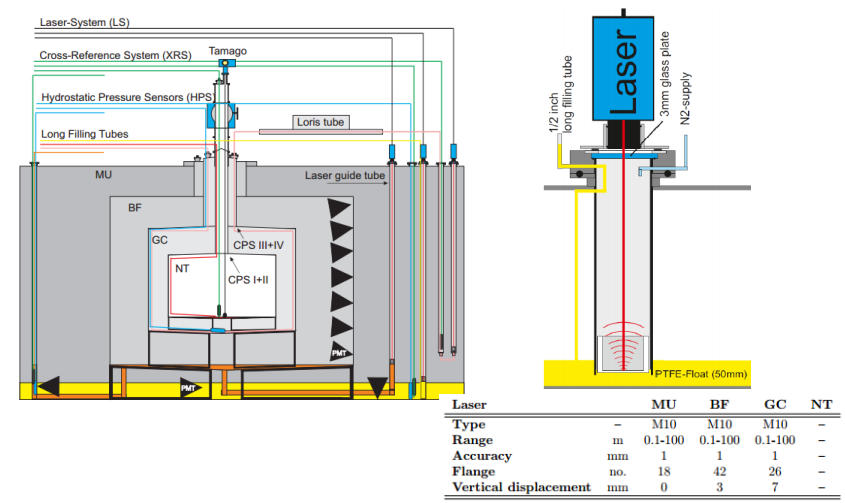 Laser-System (LS)
Cross-Reference System (XRS)
Tamago
Hydrostatic Pressure Sensors (HPS)
Loris tube
Long Filling Tubes
MU
Laser guide tube
BF
GC
CPS III+IV
NT
CPS I+II
PMT
PMT
Laser
1/2 inch
long filling tube
3mm glass plate
N2-supply
PTFE-Float (50mm)
Laser MU BF GC NT
Type – M10 M10 M10 –
Range m 0.1-100 0.1-100 0.1-100 –
Accuracy mm 1 1 1 –
Flange no. 18 42 26 –
Vertical displacement mm 0 3 7 –